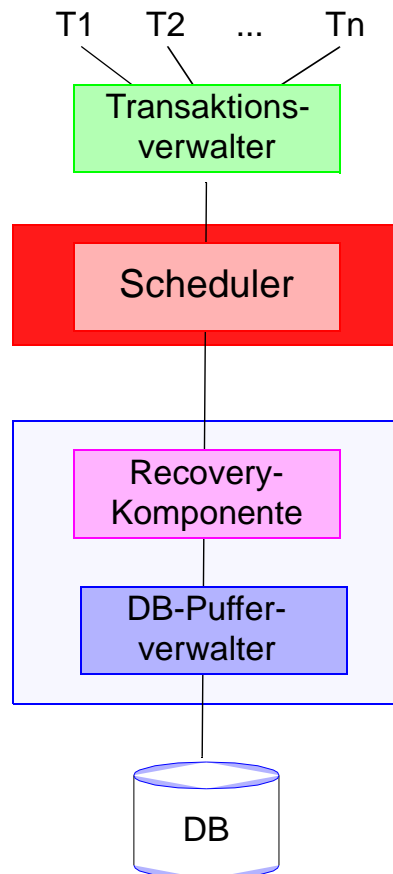 T1 T2 ... Tn
Transaktions-
verwalter
Scheduler
Recovery-
Komponente
DB-Puffer-
verwalter
DB